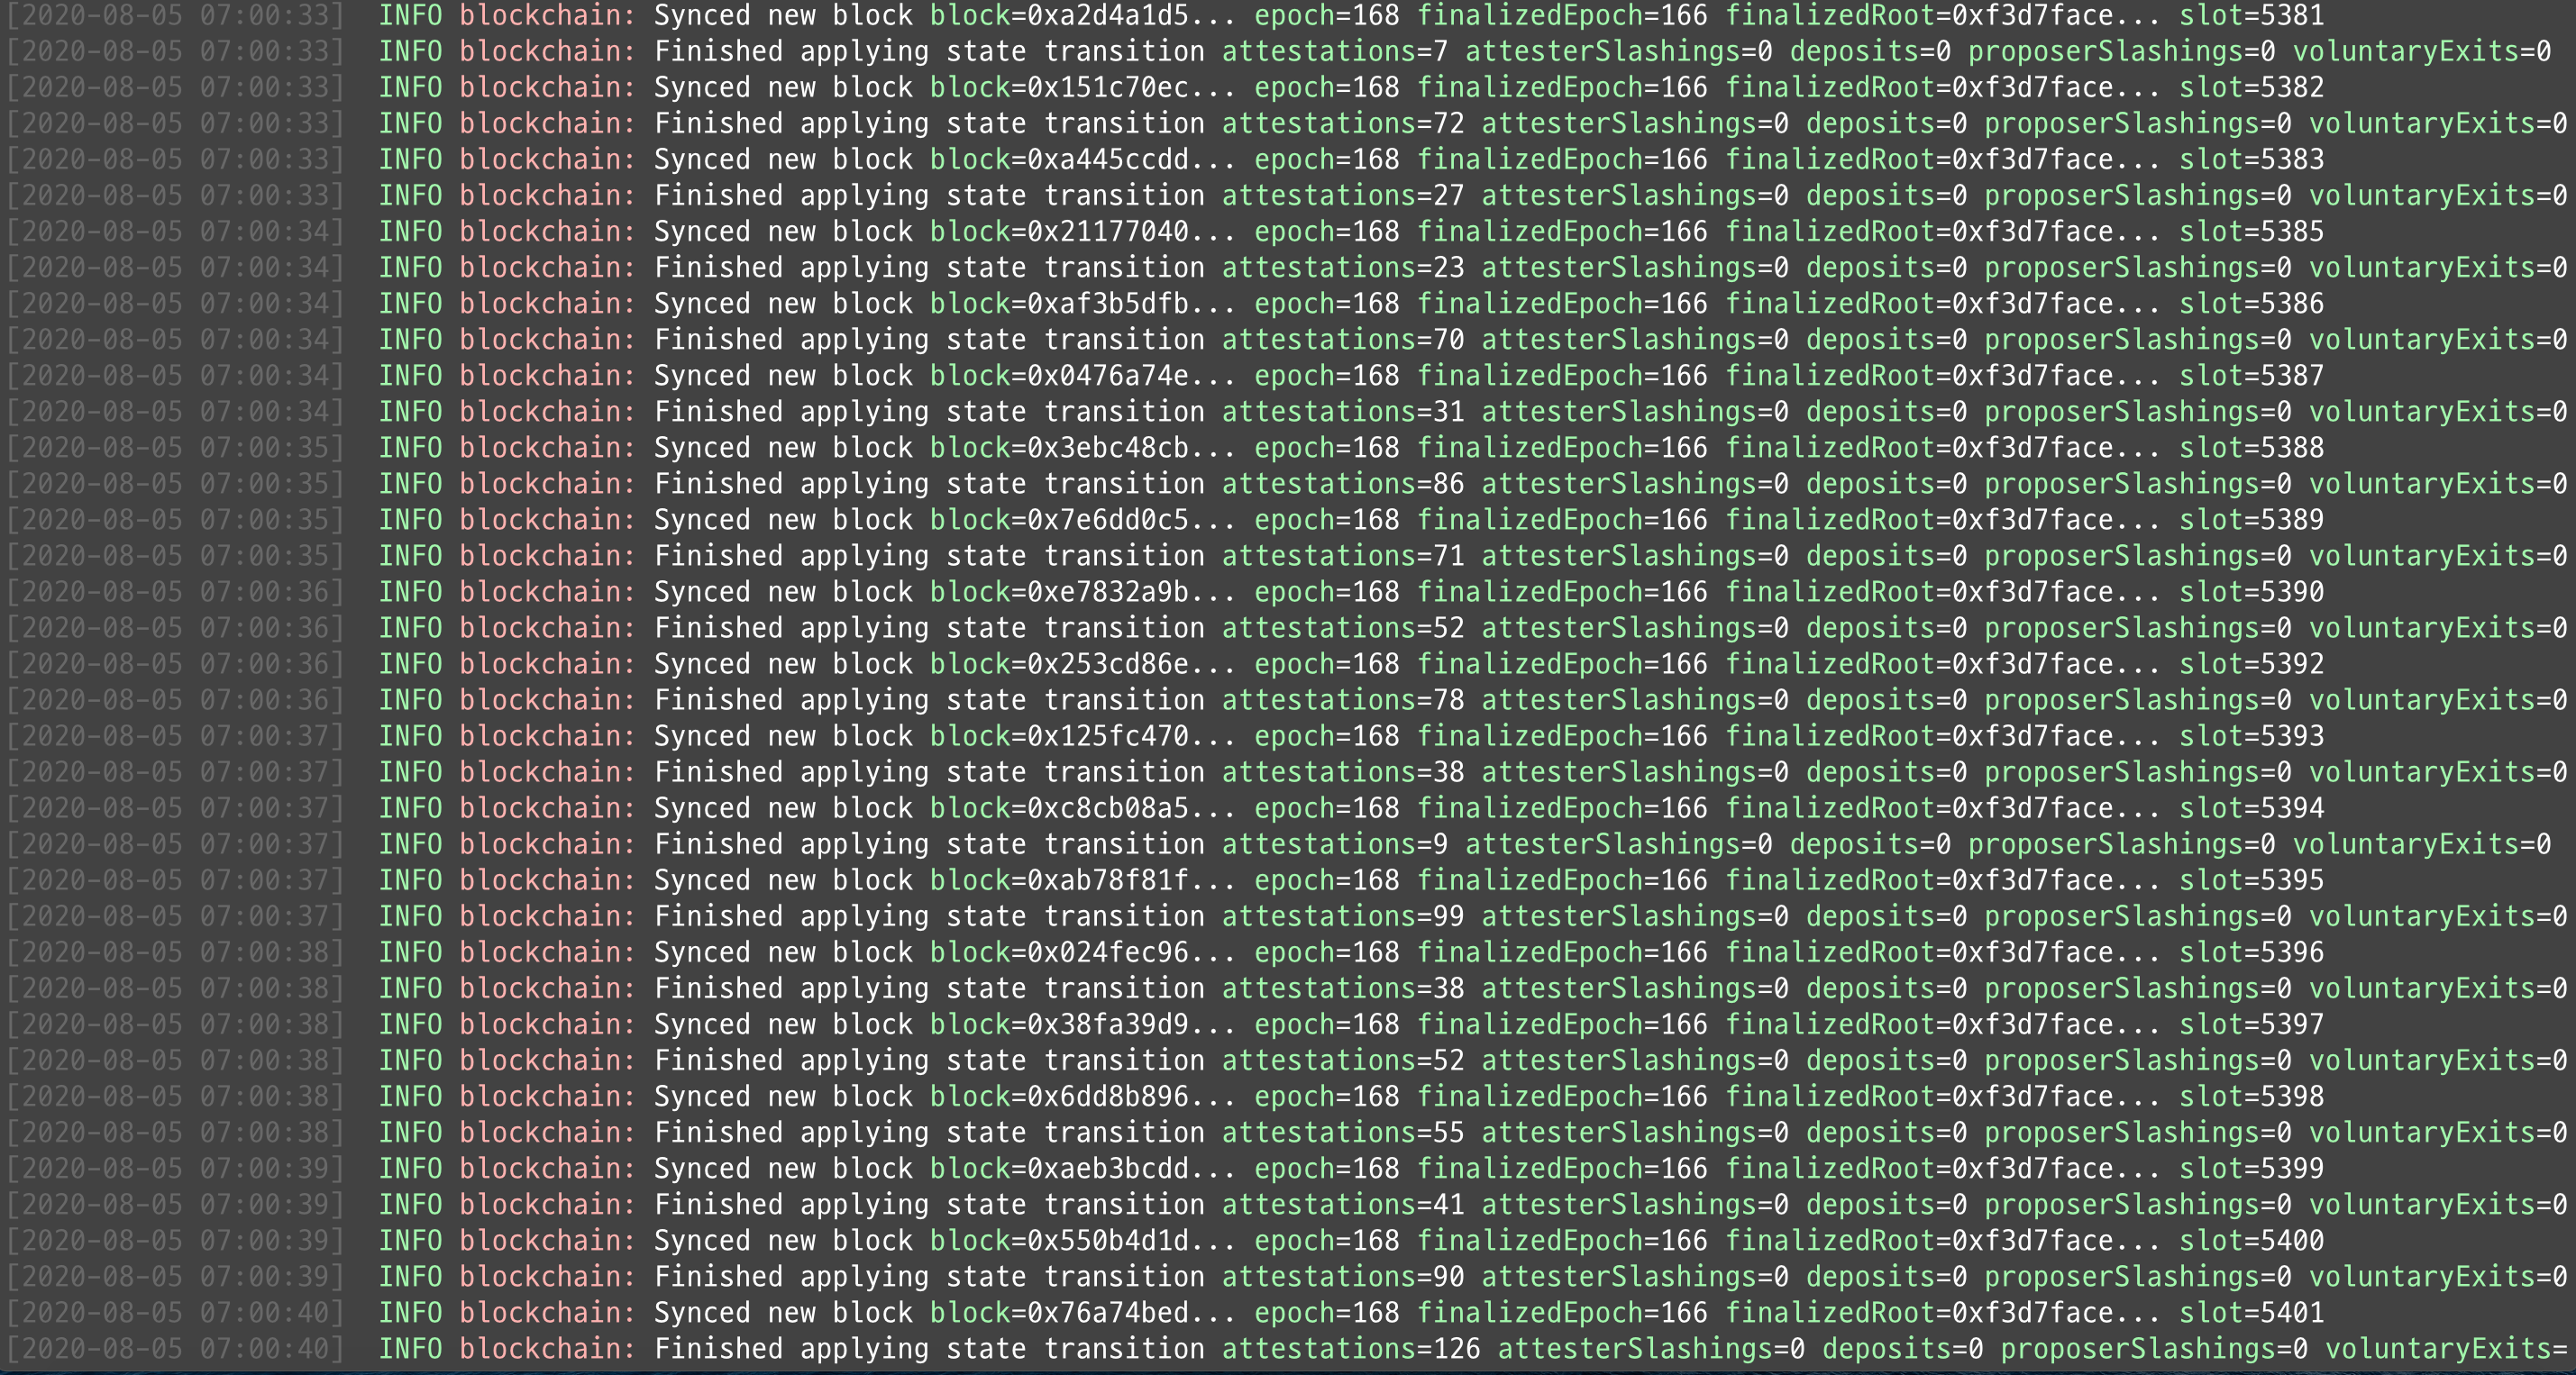 [2020-08-05 07:00:33]  INFO blockchain: Synced new block block=0xa2d4a1d5... epoch=168 finalizedEpoch=166 finalizedRoot=0xf3d7face... slot=5381
[2020-08-05 07:00:33]  INFO blockchain: Finished applying state transition attestations=7 attesterSlashings=0 deposits=0 proposerSlashings=0 voluntaryExits=0
[2020-08-05 07:00:33]  INFO blockchain: Synced new block block=0x151c70ec... epoch=168 finalizedEpoch=166 finalizedRoot=0xf3d7face... slot=5382
[2020-08-05 07:00:33]  INFO blockchain: Finished applying state transition attestations=72 attesterSlashings=0 deposits=0 proposerSlashings=0 voluntaryExits=0
[2020-08-05 07:00:33]  INFO blockchain: Synced new block block=0xa445ccdd... epoch=168 finalizedEpoch=166 finalizedRoot=0xf3d7face... slot=5383
[2020-08-05 07:00:33]  INFO blockchain: Finished applying state transition attestations=27 attesterSlashings=0 deposits=0 proposerSlashings=0 voluntaryExits=0
[2020-08-05 07:00:34]  INFO blockchain: Synced new block block=0x21177040... epoch=168 finalizedEpoch=166 finalizedRoot=0xf3d7face... slot=5385
[2020-08-05 07:00:34]  INFO blockchain: Finished applying state transition attestations=23 attesterSlashings=0 deposits=0 proposerSlashings=0 voluntaryExits=0
[2020-08-05 07:00:34]  INFO blockchain: Synced new block block=0xaf3b5dfb... epoch=168 finalizedEpoch=166 finalizedRoot=0xf3d7face... slot=5386
[2020-08-05 07:00:34]  INFO blockchain: Finished applying state transition attestations=70 attesterSlashings=0 deposits=0 proposerSlashings=0 voluntaryExits=0
[2020-08-05 07:00:34]  INFO blockchain: Synced new block block=0x0476a74e... epoch=168 finalizedEpoch=166 finalizedRoot=0xf3d7face... slot=5387
[2020-08-05 07:00:34]  INFO blockchain: Finished applying state transition attestations=31 attesterSlashings=0 deposits=0 proposerSlashings=0 voluntaryExits=0
[2020-08-05 07:00:35]  INFO blockchain: Synced new block block=0x3ebc48cb... epoch=168 finalizedEpoch=166 finalizedRoot=0xf3d7face... slot=5388
[2020-08-05 07:00:35]  INFO blockchain: Finished applying state transition attestations=86 attesterSlashings=0 deposits=0 proposerSlashings=0 voluntaryExits=0
[2020-08-05 07:00:35]  INFO blockchain: Synced new block block=0x7e6dd0c5... epoch=168 finalizedEpoch=166 finalizedRoot=0xf3d7face... slot=5389
[2020-08-05 07:00:35]  INFO blockchain: Finished applying state transition attestations=71 attesterSlashings=0 deposits=0 proposerSlashings=0 voluntaryExits=0
[2020-08-05 07:00:36]  INFO blockchain: Synced new block block=0xe7832a9b... epoch=168 finalizedEpoch=166 finalizedRoot=0xf3d7face... slot=5390
[2020-08-05 07:00:36]  INFO blockchain: Finished applying state transition attestations=52 attesterSlashings=0 deposits=0 proposerSlashings=0 voluntaryExits=0
[2020-08-05 07:00:36]  INFO blockchain: Synced new block block=0x253cd86e... epoch=168 finalizedEpoch=166 finalizedRoot=0xf3d7face... slot=5392
[2020-08-05 07:00:36]  INFO blockchain: Finished applying state transition attestations=78 attesterSlashings=0 deposits=0 proposerSlashings=0 voluntaryExits=0
[2020-08-05 07:00:37]  INFO blockchain: Synced new block block=0x125fc470... epoch=168 finalizedEpoch=166 finalizedRoot=0xf3d7face... slot=5393
[2020-08-05 07:00:37]  INFO blockchain: Finished applying state transition attestations=38 attesterSlashings=0 deposits=0 proposerSlashings=0 voluntaryExits=0
[2020-08-05 07:00:37]  INFO blockchain: Synced new block block=0xc8cb08a5... epoch=168 finalizedEpoch=166 finalizedRoot=0xf3d7face... slot=5394
[2020-08-05 07:00:37]  INFO blockchain: Finished applying state transition attestations=9 attesterSlashings=0 deposits=0 proposerSlashings=0 voluntaryExits=0
[2020-08-05 07:00:37]  INFO blockchain: Synced new block block=0xab78f81f... epoch=168 finalizedEpoch=166 finalizedRoot=0xf3d7face... slot=5395
[2020-08-05 07:00:37]  INFO blockchain: Finished applying state transition attestations=99 attesterSlashings=0 deposits=0 proposerSlashings=0 voluntaryExits=0
[2020-08-05 07:00:38]  INFO blockchain: Synced new block block=0x024fec96... epoch=168 finalizedEpoch=166 finalizedRoot=0xf3d7face... slot=5396
[2020-08-05 07:00:38]  INFO blockchain: Finished applying state transition attestations=38 attesterSlashings=0 deposits=0 proposerSlashings=0 voluntaryExits=0
[2020-08-05 07:00:38]  INFO blockchain: Synced new block block=0x38fa39d9... epoch=168 finalizedEpoch=166 finalizedRoot=0xf3d7face... slot=5397
[2020-08-05 07:00:38]  INFO blockchain: Finished applying state transition attestations=52 attesterSlashings=0 deposits=0 proposerSlashings=0 voluntaryExits=0
[2020-08-05 07:00:38]  INFO blockchain: Synced new block block=0x6dd8b896... epoch=168 finalizedEpoch=166 finalizedRoot=0xf3d7face... slot=5398
[2020-08-05 07:00:38]  INFO blockchain: Finished applying state transition attestations=55 attesterSlashings=0 deposits=0 proposerSlashings=0 voluntaryExits=0
[2020-08-05 07:00:39]  INFO blockchain: Synced new block block=0xaeb3bcdd... epoch=168 finalizedEpoch=166 finalizedRoot=0xf3d7face... slot=5399
[2020-08-05 07:00:39]  INFO blockchain: Finished applying state transition attestations=41 attesterSlashings=0 deposits=0 proposerSlashings=0 voluntaryExits=0
[2020-08-05 07:00:39]  INFO blockchain: Synced new block block=0x550b4d1d... epoch=168 finalizedEpoch=166 finalizedRoot=0xf3d7face... slot=5400
[2020-08-05 07:00:39]  INFO blockchain: Finished applying state transition attestations=90 attesterSlashings=0 deposits=0 proposerSlashings=0 voluntaryExits=0
[2020-08-05 07:00:40]  INFO blockchain: Synced new block block=0x76a74bed... epoch=168 finalizedEpoch=166 finalizedRoot=0xf3d7face... slot=5401
[2020-08-05 07:00:40]  INFO blockchain: Finished applying state transition attestations=126 attesterSlashings=0 deposits=0 proposerSlashings=0 voluntaryExits=